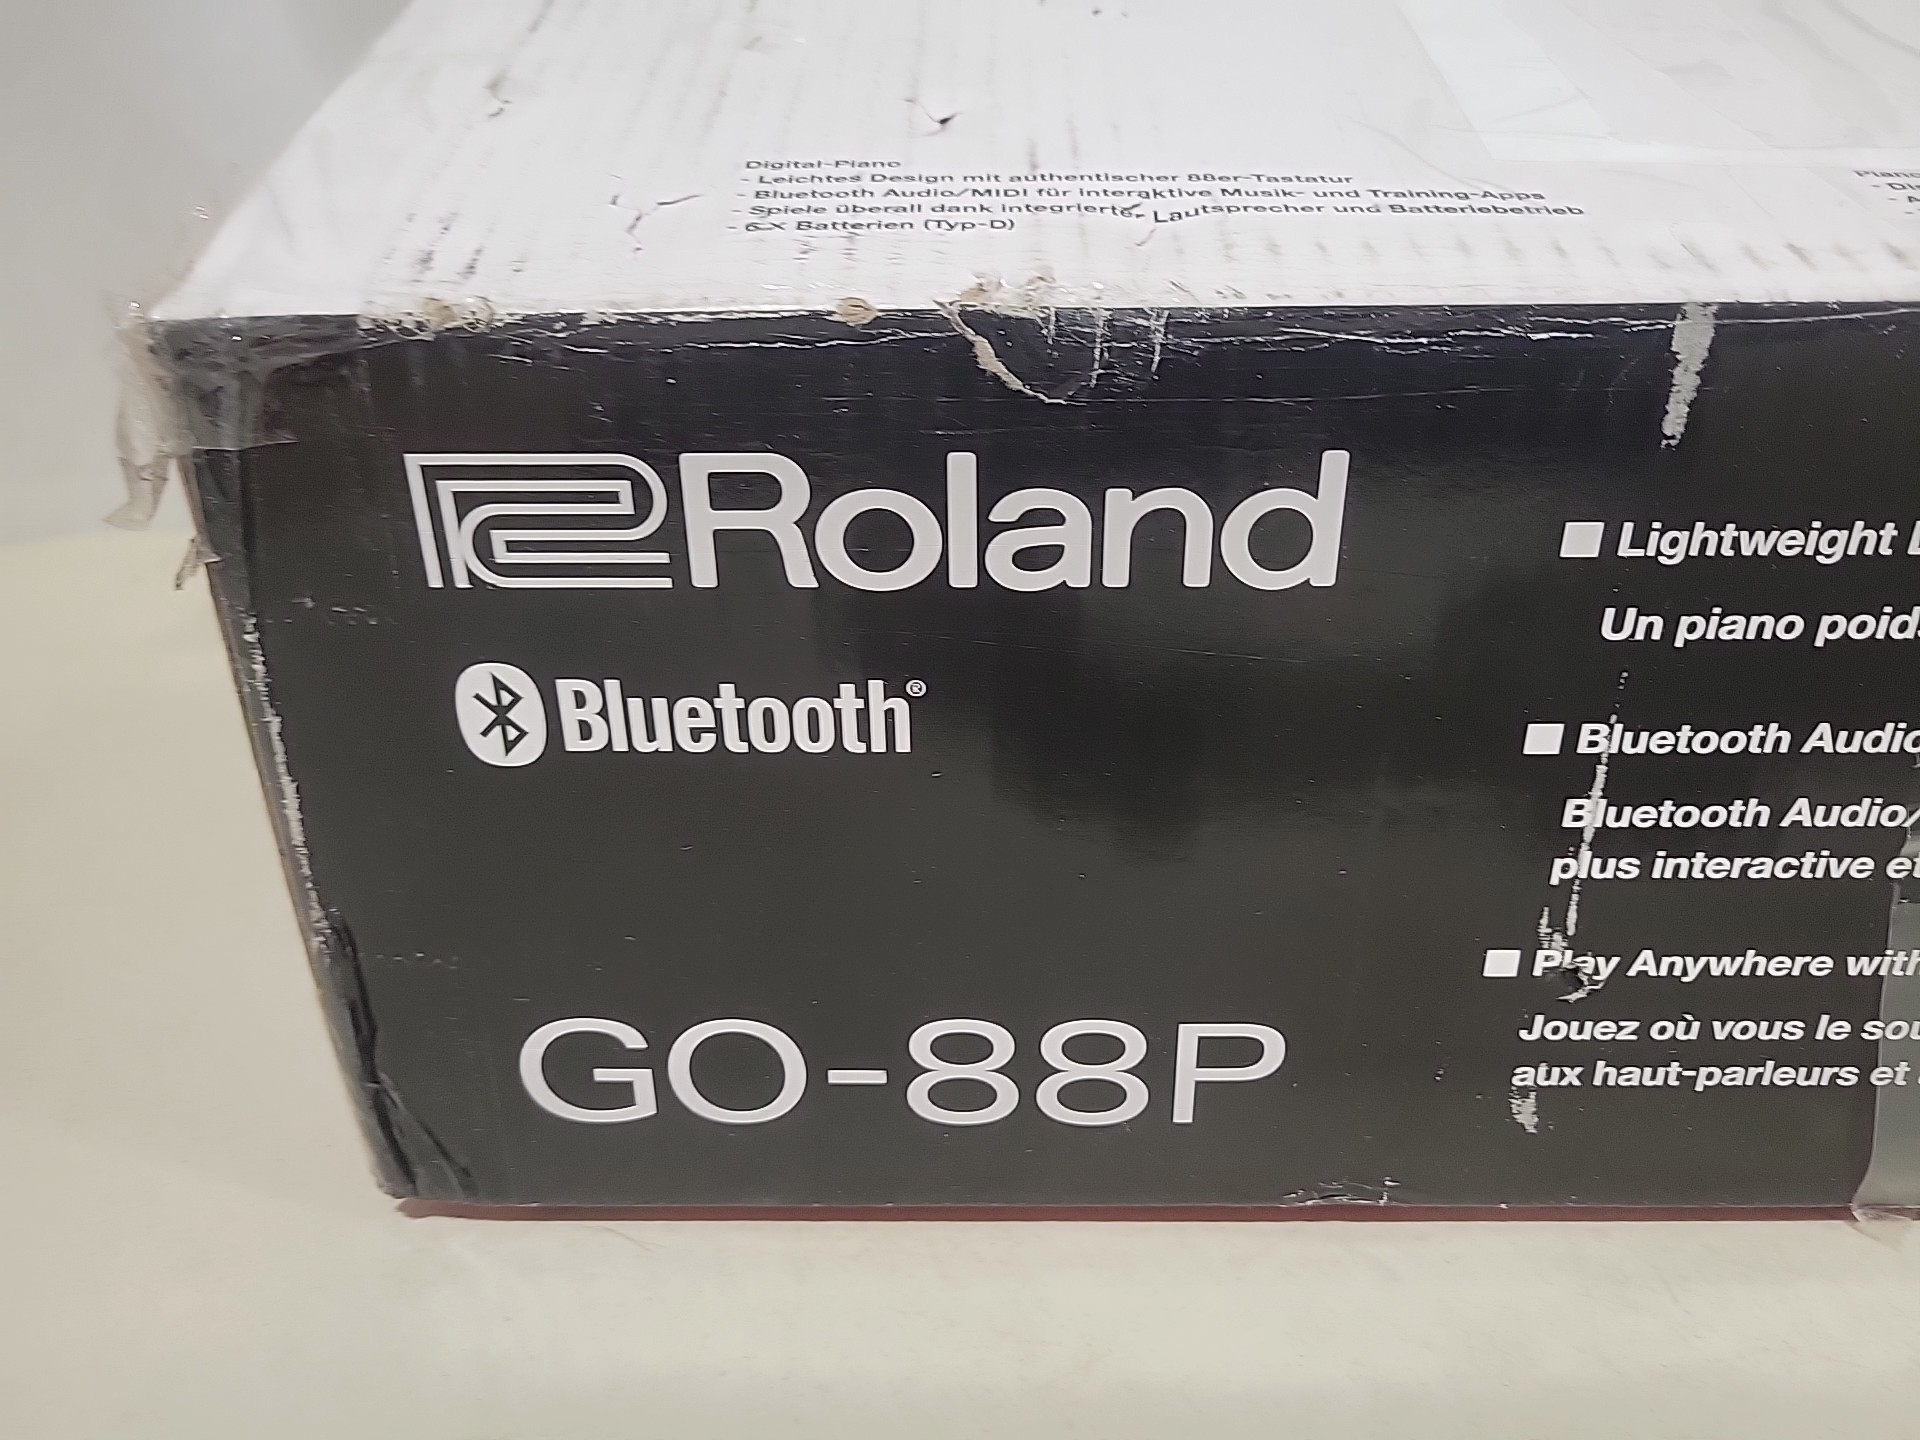 Digital-Piano
- Leichtes Design mit authentischer 88er-Tastatur
- Bluetooth Audio/MIDI für interaktive Musik- und Training-Apps
- Spiele überall dank integrierter Lautsprecher und Batteriebetrieb
- 6 X Batterien (Typ-D)
Roland
Bluetooth®
GO-88P
■ Lightweight
Un piano
■ Bluetooth Audio
Bluetooth Audio/
plus interactive et
■ Play Anywhere with
Jouez où vous le
aux haut-parleurs et